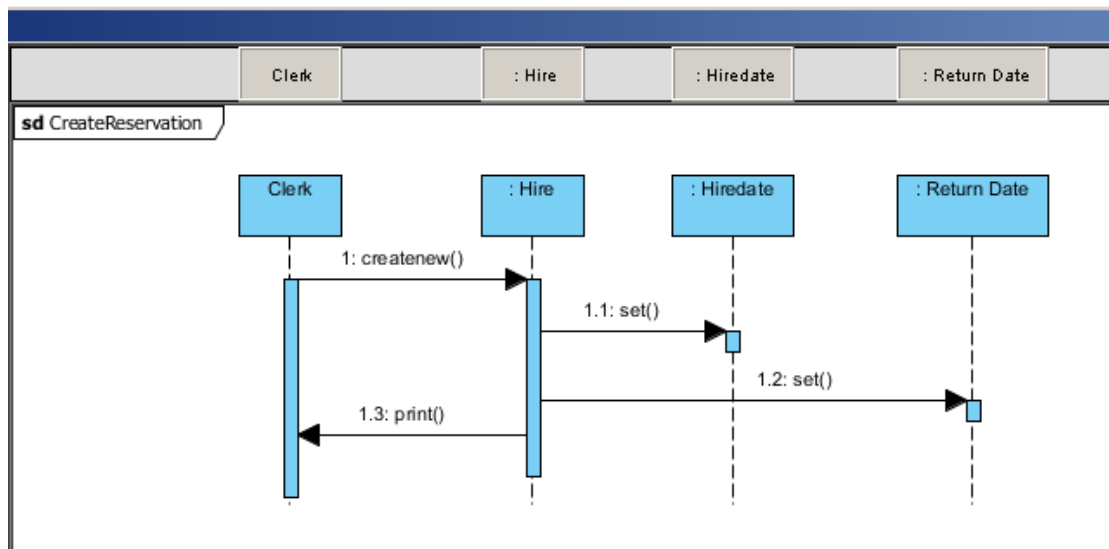 Clerk
: Hire
: Hiredate
: Return Date
sd CreateReservation
Clerk
: Hire
: Hiredate
: Return Date
1: createnew()
1.1: set()
1.2: set()
1.3: print()